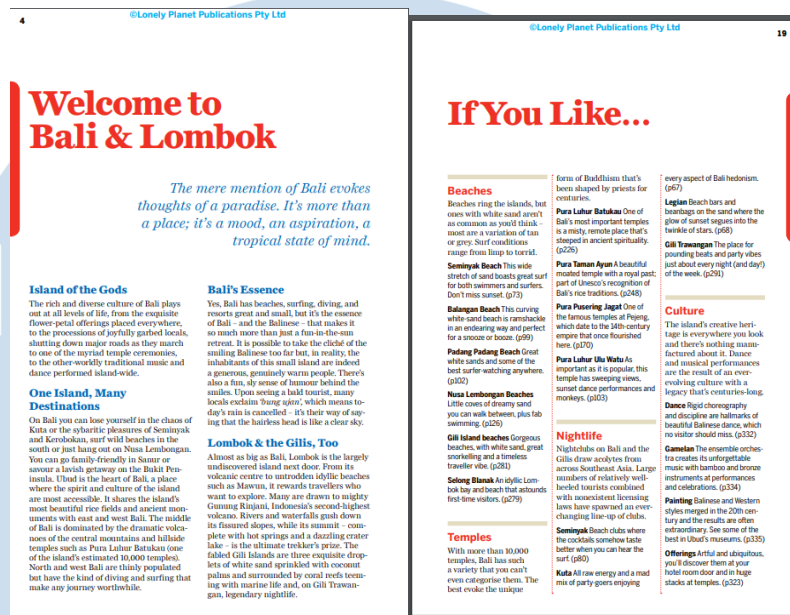 4
©Lonely Planet Publications Pty Ltd
Welcome to
Bali & Lombok
The mere mention of Bali evokes
thoughts of a paradise. It's more than
a place; it's a mood, an aspiration, a
tropical state of mind.
Island of the Gods
The rich and diverse culture of Bali plays
out at all levels of life, from the exquisite
flower-petal offerings placed everywhere,
to the processions of joyfully garbed locals,
shutting down major roads as they march
to one of the myriad temple ceremonies,
to the other-worldly traditional music and
dance performed island-wide.
One Island, Many
Destinations
On Bali you can lose yourself in the chaos of
Kuta or the sybaritic pleasures of Seminyak
and Kerobokan, surf wild beaches in the
south or just hang out on Nusa Lembongan.
You can go family-friendly in Sanur or
savour a lavish getaway on the Bukit Pen-
insula. Ubud is the heart of Bali, a place
where the spirit and culture of the island
are most accessible. It shares the island's
most beautiful rice fields and ancient mon-
uments with east and west Bali. The middle
of Bali is dominated by the dramatic volca-
noes of the central mountains and hillside
temples such as Pura Luhur Batukau (one
of the island's estimated 10,000 temples).
North and west Bali are thinly populated
but have the kind of diving and surfing that
make any journey worthwhile.
Bali's Essence
Yes, Bali has beaches, surfing, diving, and
resorts great and small, but it's the essence
of Bali – and the Balinese – that makes it
so much more than just a fun-in-the-sun
retreat. It is possible to take the cliché of the
smiling Balinese too far but, in reality, the
inhabitants of this small island are indeed
a generous, genuinely warm people. There's
also a fun, sly sense of humour behind the
smiles. Upon seeing a bald tourist, many
locals exclaim 'bung ujan', which means to-
day's rain is cancelled – it's their way of say-
ing that the hairless head is like a clear sky.
Lombok & the Gilis, Too
Almost as big as Bali, Lombok is the largely
undiscovered island next door. From its
volcanic centre to untrodden idyllic beaches
such as Mawun, it rewards travellers who
want to explore. Many are drawn to mighty
Gunung Rinjani, Indonesia's second-highest
volcano. Rivers and waterfalls gush down
its fissured slopes, while its summit – com-
plete with hot springs and a dazzling crater
lake – is the ultimate trekker's prize. The
fabled Gili Islands are three exquisite drop-
lets of white sand sprinkled with coconut
palms and surrounded by coral reefs teem-
ing with marine life and, on Gili Trawan-
gan, legendary nightlife.
©Lonely Planet Publications Pty Ltd
19
If You Like...
Beaches
Beaches ring the islands, but
ones with white sand aren't
as common as you'd think –
most are a variation of tan
or grey. Surf conditions
range from limp to torrid.
Seminyak Beach This wide
stretch of sand boasts great surf
for both swimmers and surfers.
Don't miss sunset. (p73)
Balangan Beach This curving
white-sand beach is ramshackle
in an endearing way and perfect
for a snooze or booze. (p99)
Padang Padang Beach Great
white sands and some of the
best surfer-watching anywhere.
(p102)
Nusa Lembongan Beaches
Little coves of dreamy sand
you can walk between, plus fab
swimming. (p126)
Gili Island beaches Gorgeous
beaches, with white sand, great
snorkelling and a timeless
traveller vibe. (p281)
Selong Blanak An idyllic Lom-
bok bay and beach that astounds
first-time visitors. (p279)
Temples
With more than 10,000
temples, Bali has such
a variety that you can't
even categorise them. The
best evoke the unique
form of Buddhism that's
been shaped by priests for
centuries.
Pura Luhur Batukau One of
Bali's most important temples
is a misty, remote place that's
steeped in ancient spirituality.
(p226)
Pura Taman Ayun A beautiful
moated temple with a royal past;
part of Unesco's recognition of
Bali's rice traditions. (p248)
Pura Pusering Jagat One of
the famous temples at Pejeng,
which date to the 14th-century
empire that once flourished
here. (p170)
Pura Luhur Ulu Watu As
important as it is popular, this
temple has sweeping views,
sunset dance performances and
monkeys. (p103)
Nightlife
Nightclubs on Bali and the
Gilis draw acolytes from
across Southeast Asia. Large
numbers of relatively well-
heeled tourists combined
with nonexistent licensing
laws have spawned an ever-
changing line-up of clubs.
Seminyak Beach clubs where
the cocktails somehow taste
better when you can hear the
surf. (p80)
Kuta All raw energy and a mad
mix of party-goers enjoying
every aspect of Bali hedonism.
(p67)
Legian Beach bars and
beanbags on the sand where the
glow of sunset segues into the
twinkle of stars. (p68)
Gili Trawangan The place for
pounding beats and party vibes
just about every night (and day!)
of the week. (p291)
Culture
The island's creative heri-
tage is everywhere you look
and there's nothing manu-
factured about it. Dance
and musical performances
are the result of an ever-
evolving culture with a
legacy that's centuries-long.
Dance Rigid choreography
and discipline are hallmarks of
beautiful Balinese dance, which
no visitor should miss. (p332)
Gamelan The ensemble orches-
tra creates its unforgettable
music with bamboo and bronze
instruments at performances
and celebrations. (p334)
Painting Balinese and Western
styles merged in the 20th cen-
tury and the results are often
extraordinary. See some of the
best in Ubud's museums. (p335)
Offerings Artful and ubiquitous,
you'll discover them at your
hotel room door and in huge
stacks at temples. (p323)